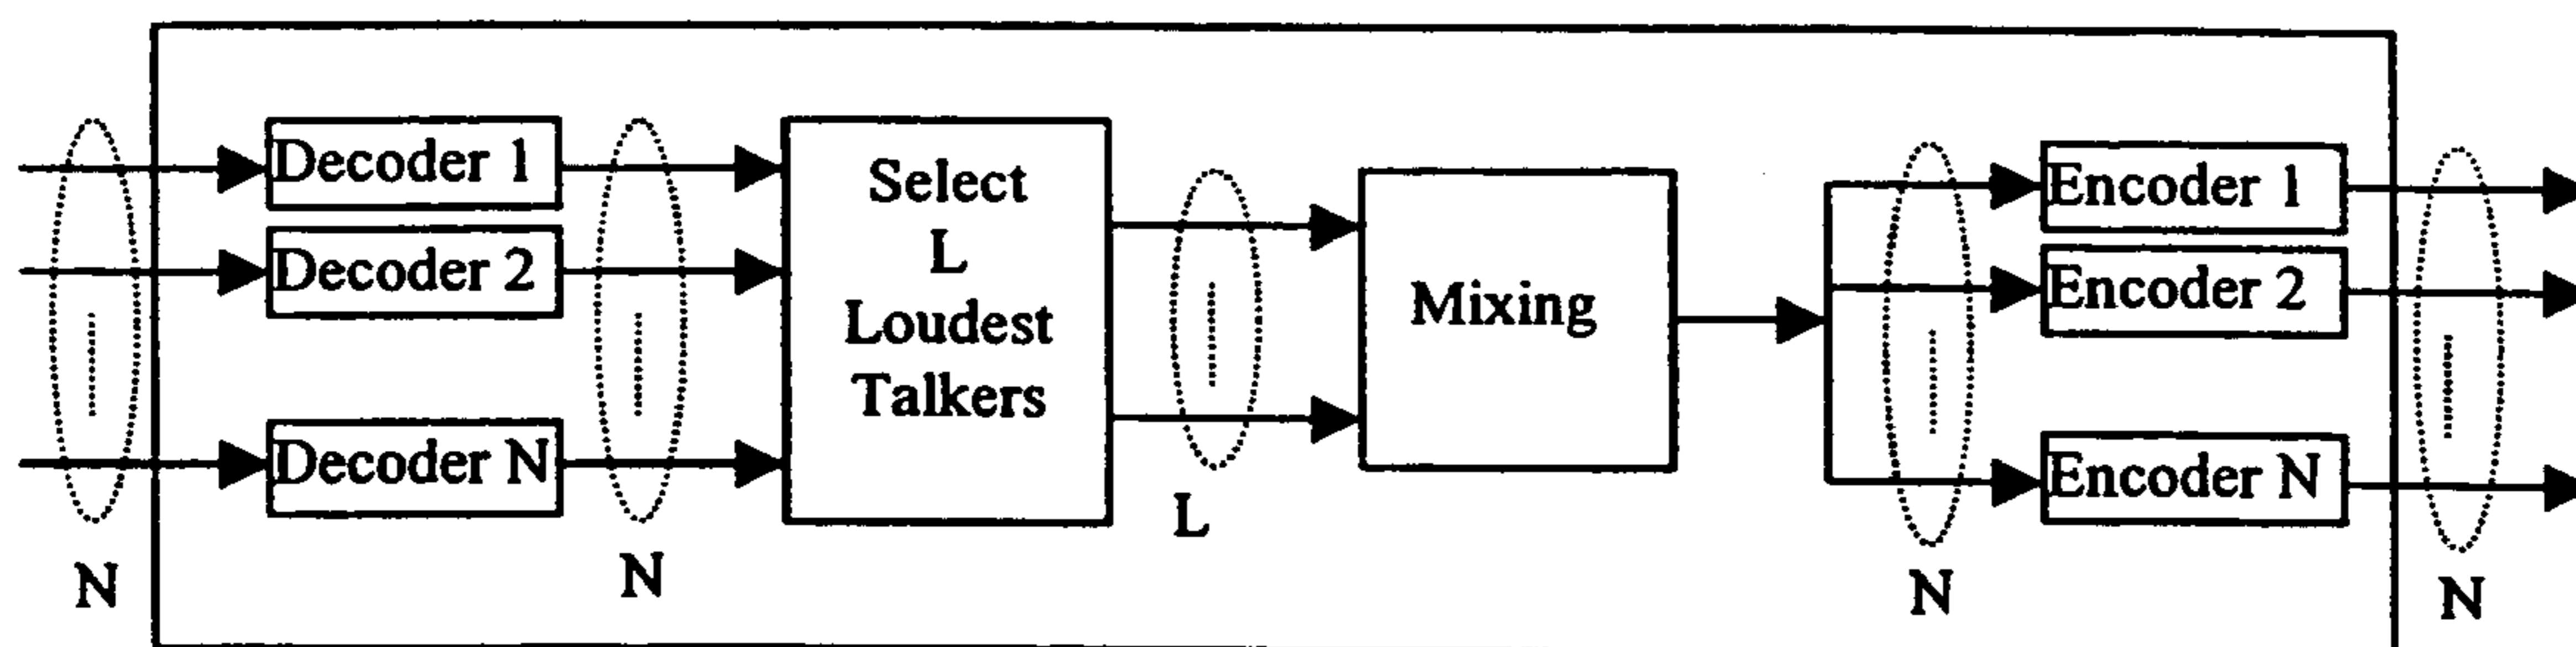 Decoder 1
Decoder 2
Decoder N
N
N
Select
L
Loudest
Talkers
L
Mixing
Encoder 1
Encoder 2
Encoder N
N
N